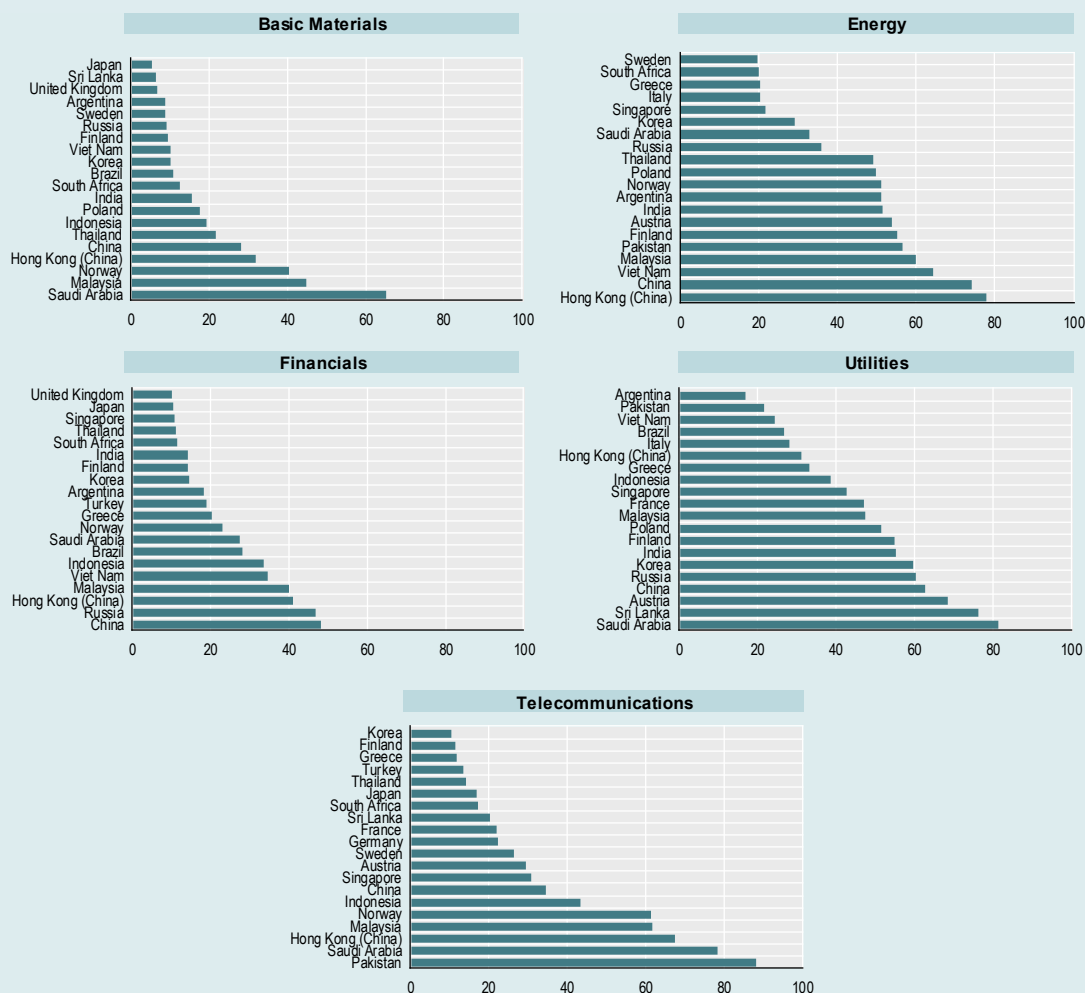 Basic Materials
Japan
Sri Lanka
United Kingdom
Argentina
Sweden
Russia
Finland
Viet Nam
Korea
Brazil
South Africa
India
Poland
Indonesia
Thailand
China
Hong Kong (China)
Norway
Malaysia
Saudi Arabia
0 20 40 60 80 100
Energy
Sweden
South Africa
Greece
Italy
Singapore
Korea
Saudi Arabia
Russia
Thailand
Poland
Norway
Argentina
India
Austria
Finland
Pakistan
Malaysia
Viet Nam
China
Hong Kong (China)
0 20 40 60 80 100
Financials
United Kingdom
Japan
Singapore
Thailand
South Africa
India
Finland
Korea
Argentina
Turkey
Greece
Norway
Saudi Arabia
Brazil
Indonesia
Viet Nam
Malaysia
Hong Kong (China)
Russia
China
0 20 40 60 80 100
Utilities
Argentina
Pakistan
Viet Nam
Brazil
Italy
Hong Kong (China)
Greece
Indonesia
Singapore
France
Malaysia
Poland
Finland
India
Korea
Russia
China
Austria
Sri Lanka
Saudi Arabia
0 20 40 60 80 100
Telecommunications
Korea
Finland
Greece
Turkey
Thailand
Japan
South Africa
Sri Lanka
France
Germany
Sweden
Austria
Singapore
China
Indonesia
Norway
Malaysia
Hong Kong (China)
Saudi Arabia
Pakistan
0 20 40 60 80 100